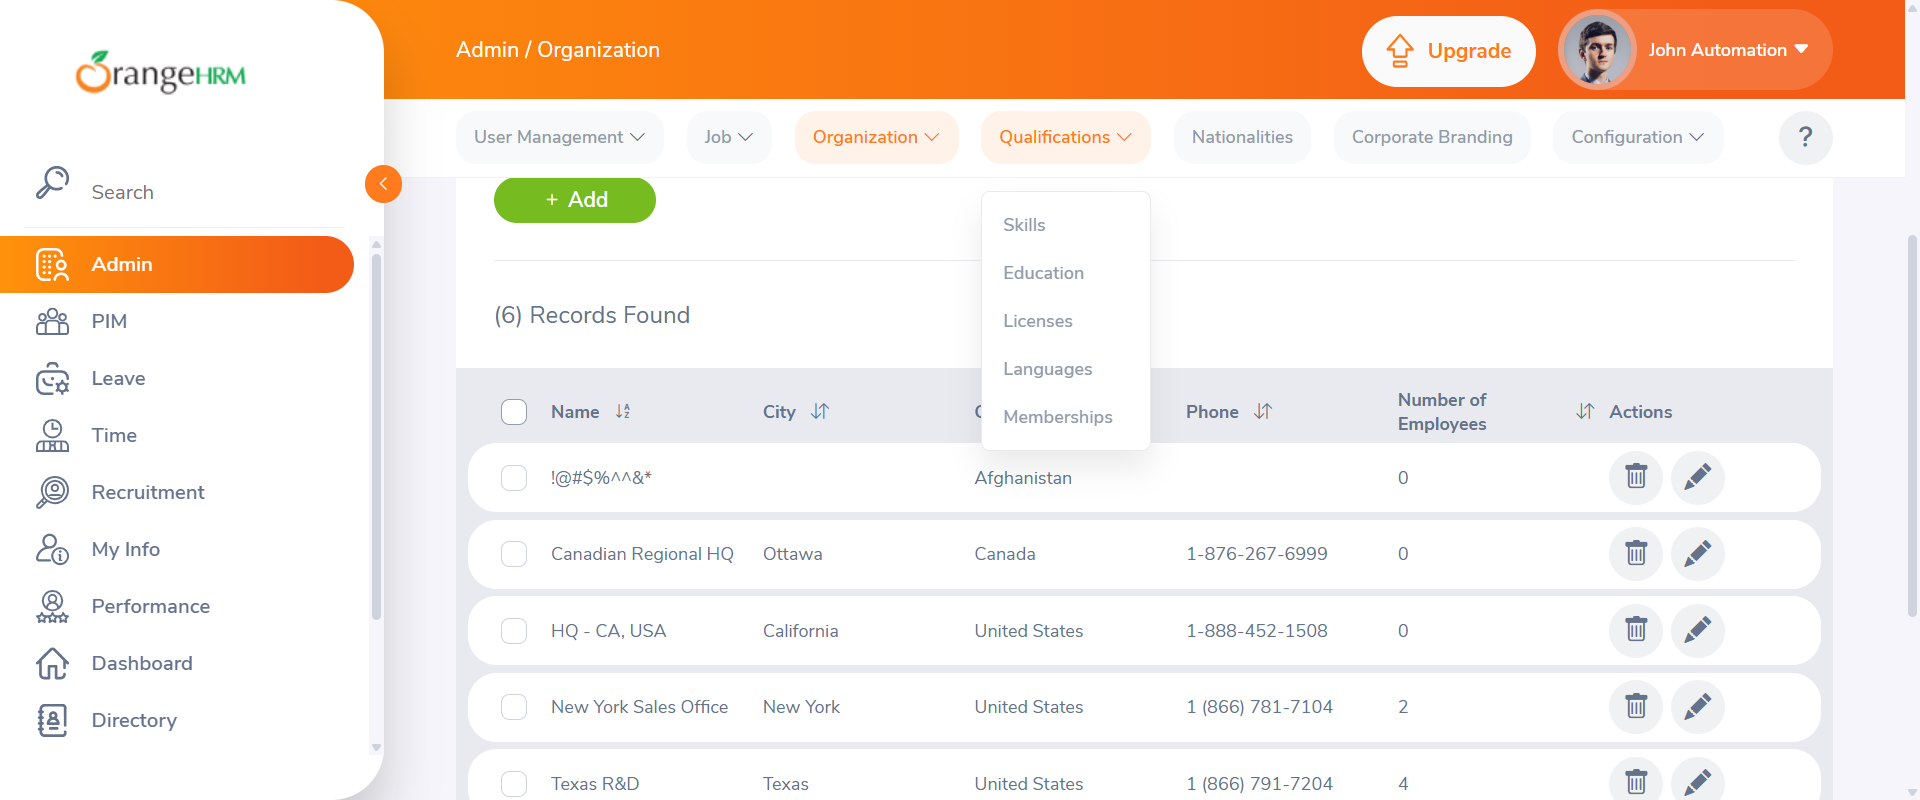 OrangeHRM
Admin / Organization
Upgrade
John Automation
User Management
Job
Organization
Qualifications
Nationalities
Corporate Branding
Configuration
?
Search
Admin
PIM
Leave
Time
Recruitment
My Info
Performance
Dashboard
Directory
+ Add
Skills
Education
Licenses
Languages
Memberships
(6) Records Found
Name
City
Phone
Number of
Employees
Actions
!@#$%^^&* Afghanistan 0
Canadian Regional HQ Ottawa Canada 1-876-267-6999 0
HQ - CA, USA California United States 1-888-452-1508 0
New York Sales Office New York United States 1 (866) 781-7104 2
Texas R&D Texas United States 1 (866) 791-7204 4